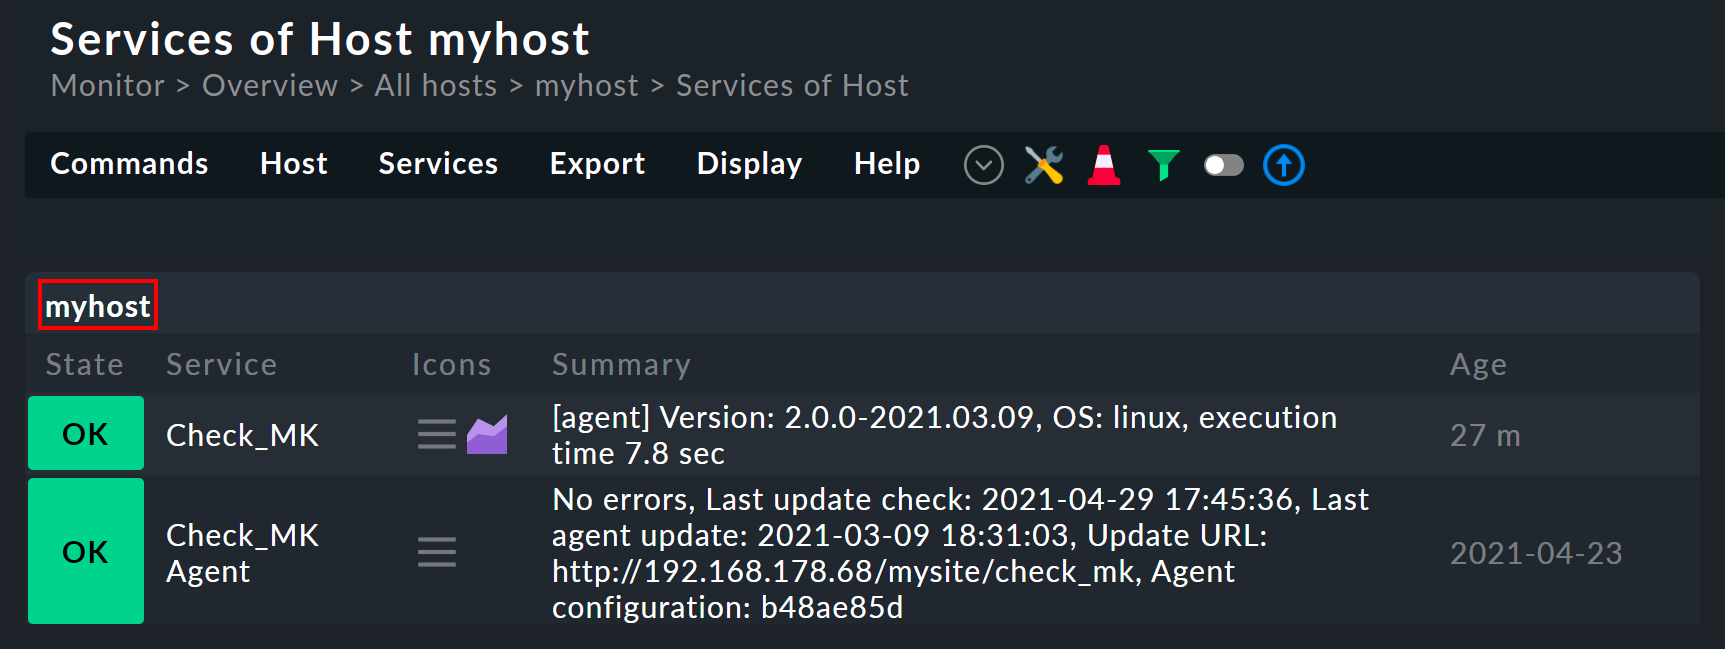 Services of Host myhost
Monitor > Overview > All hosts > myhost > Services of Host
Commands Host Services Export Display Help
myhost
State Service Icons Summary Age
OK Check_MK [agent] Version: 2.0.0-2021.03.09, OS: linux, execution
time 7.8 sec 27 m
OK Check_MK
Agent
No errors, Last update check: 2021-04-29 17:45:36, Last
agent update: 2021-03-09 18:31:03, Update URL:
http://192.168.178.68/mysite/check_mk, Agent
configuration: b48ae85d
2021-04-23